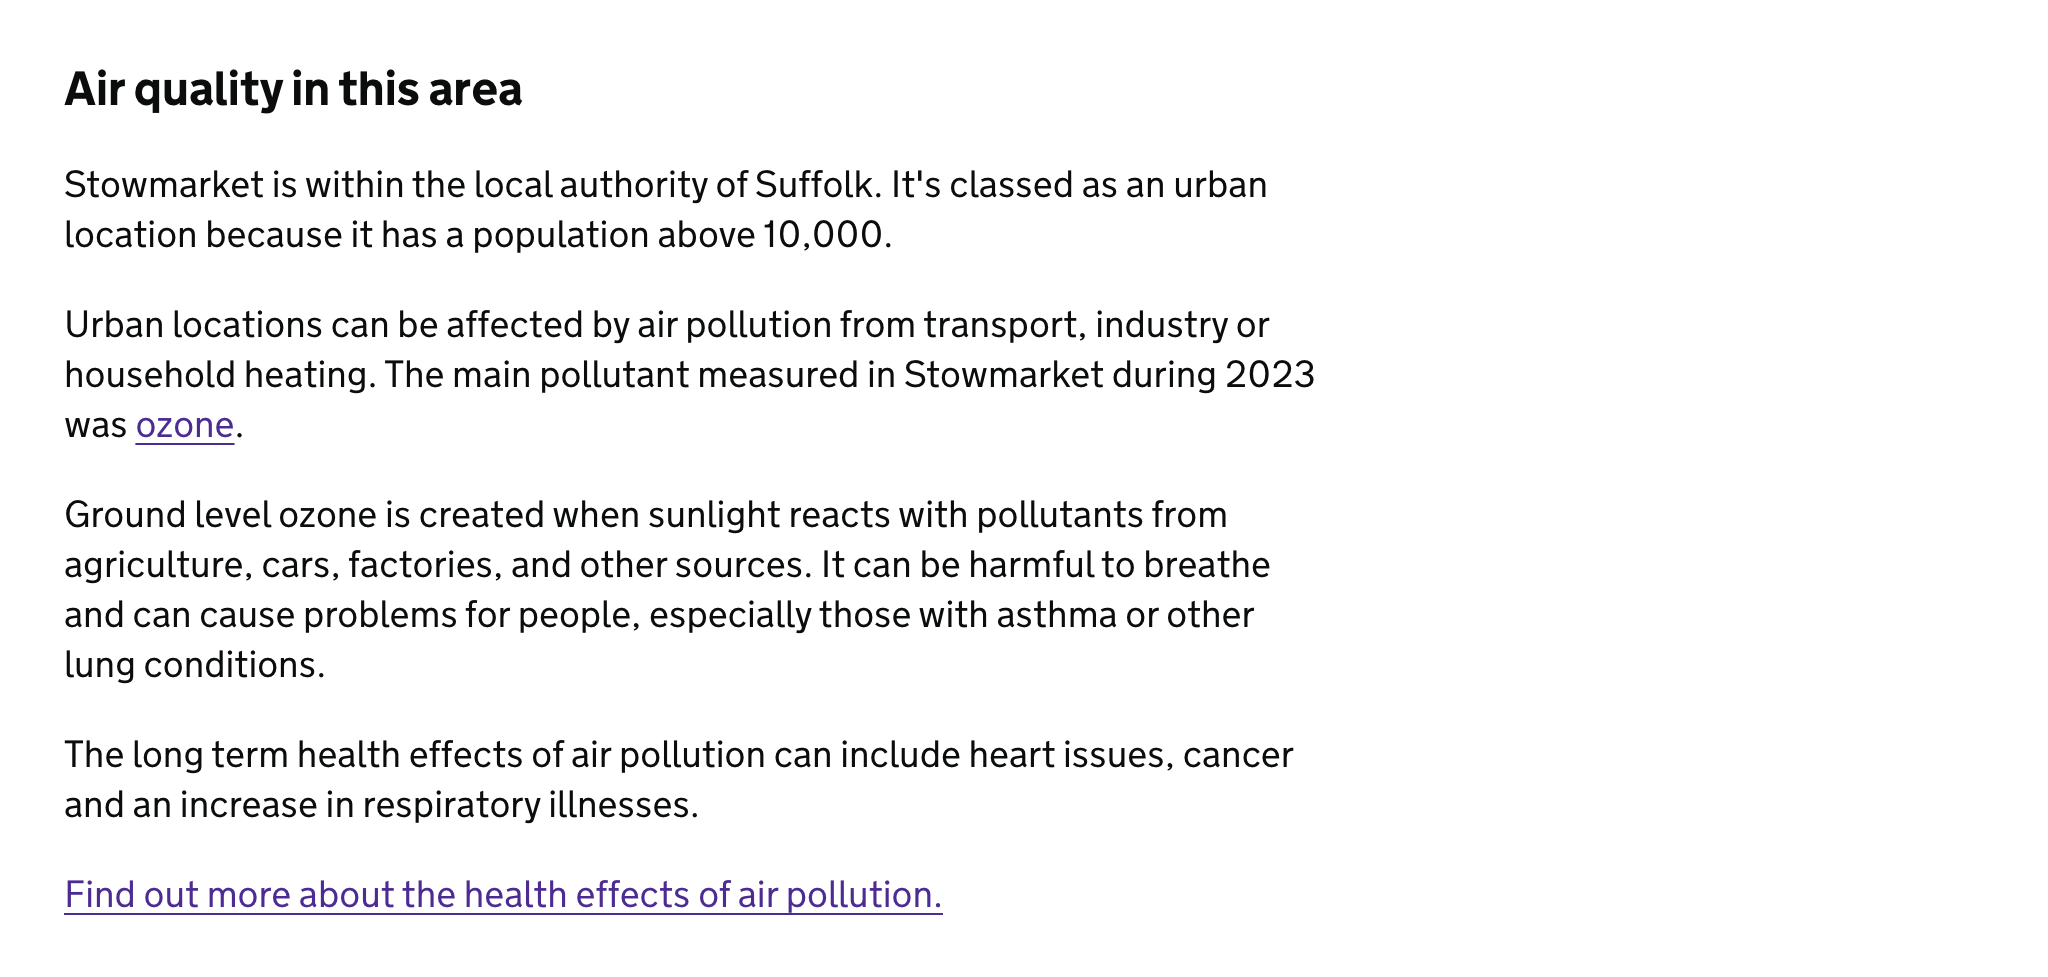 Air quality in this area
Stowmarket is within the local authority of Suffolk. It's classed as an urban
location because it has a population above 10,000.
Urban locations can be affected by air pollution from transport, industry or
household heating. The main pollutant measured in Stowmarket during 2023
was ozone.
Ground level ozone is created when sunlight reacts with pollutants from
agriculture, cars, factories, and other sources. It can be harmful to breathe
and can cause problems for people, especially those with asthma or other
lung conditions.
The long term health effects of air pollution can include heart issues, cancer
and an increase in respiratory illnesses.
Find out more about the health effects of air pollution.